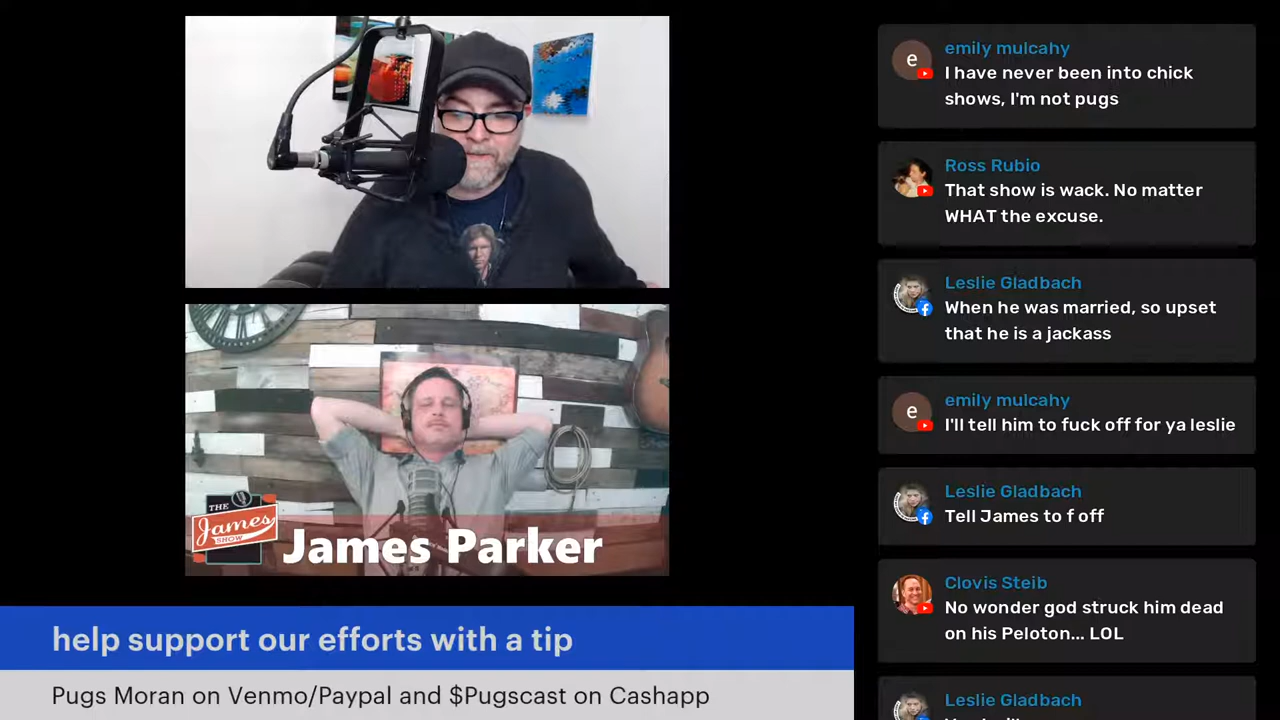 THE
James
SHOW
James Parker
help support our efforts with a tip
Pugs Moran on Venmo/Paypal and $Pugscast on Cashapp
emily mulcahy
I have never been into chick
shows, I'm not pugs
Ross Rubio
That show is wack. No matter
WHAT the excuse.
Leslie Gladbach
When he was married, so upset
that he is a jackass
emily mulcahy
I'll tell him to fuck off for ya leslie
Leslie Gladbach
Tell James to f off
Clovis Steib
No wonder god struck him dead
on his Peloton... LOL
Leslie Gladbach